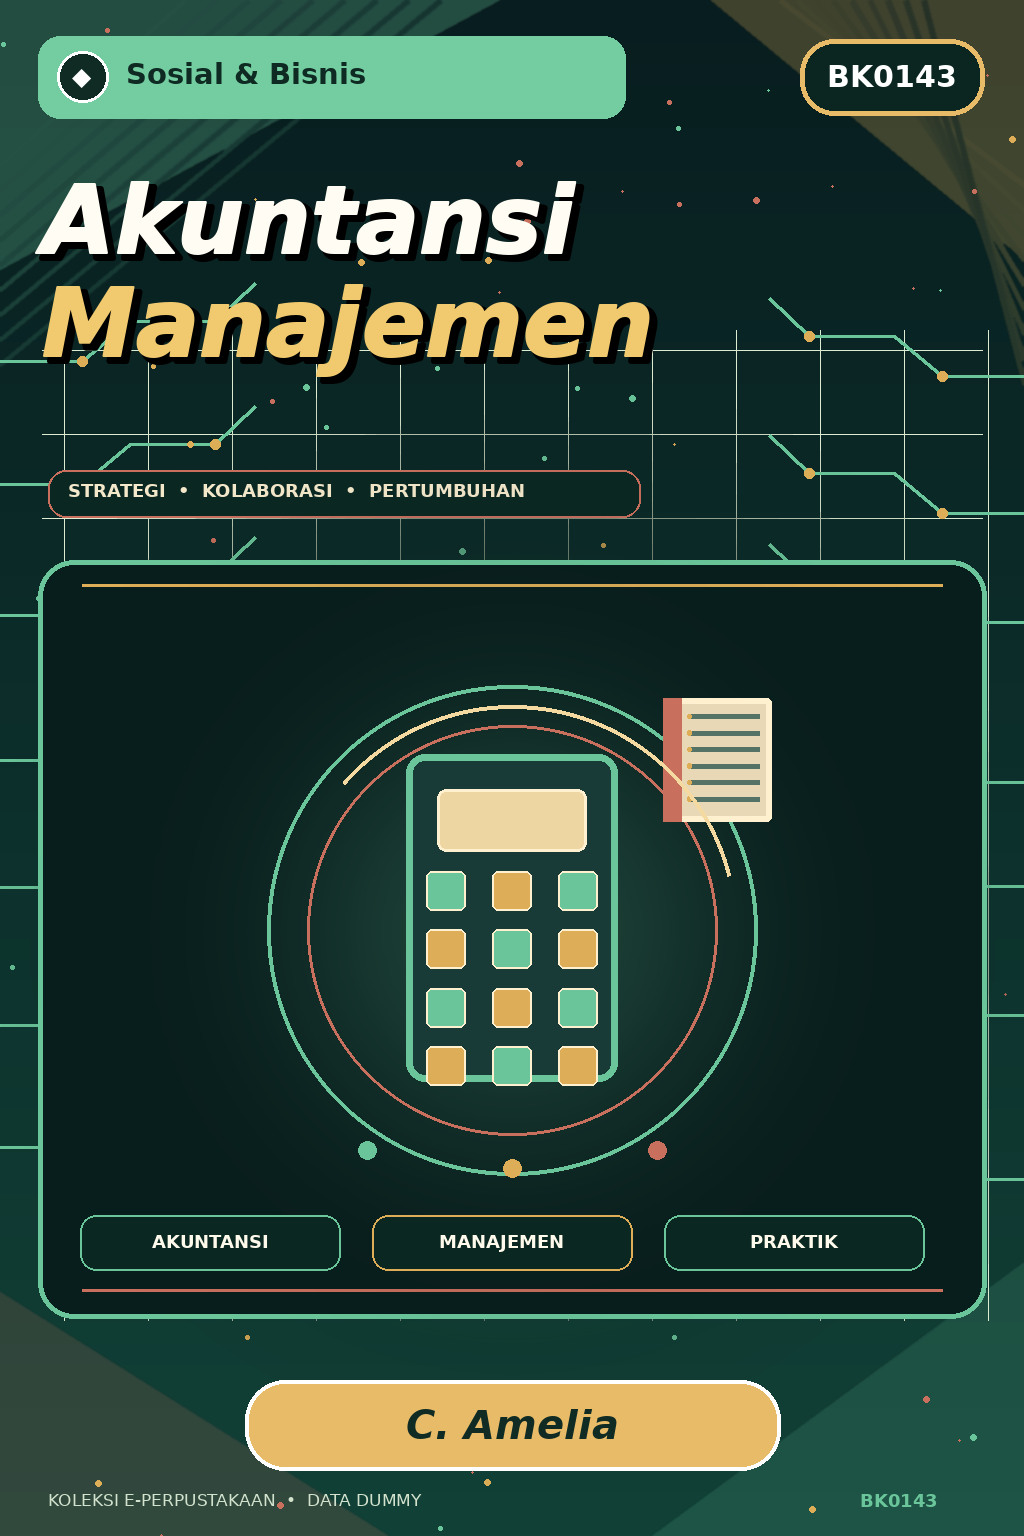 Sosial & Bisnis
BK0143
Akuntansi
Manajemen
STRATEGI • KOLABORASI • PERTUMBUHAN
AKUNTANSI
MANAJEMEN
PRAKTIK
C. Amelia
KOLEKSI E-PERPUSTAKAAN • DATA DUMMY
BK0143